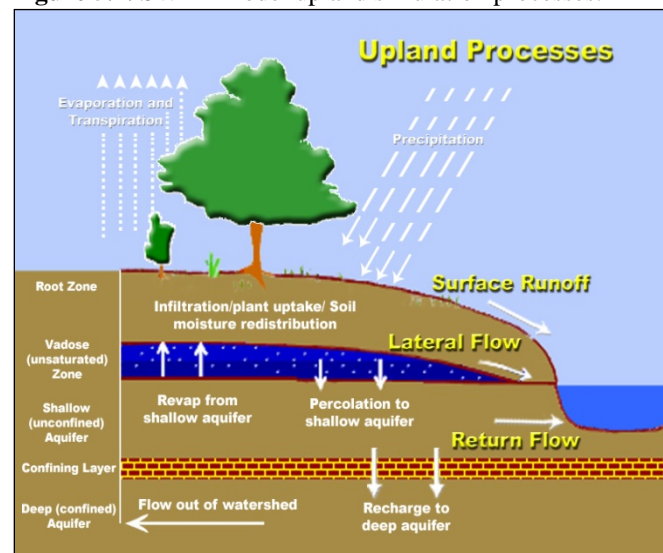 Upland Processes
Evaporation and
Transpiration
Precipitation
Root Zone
Surface Runoff
Infiltration/plant uptake/ Soil
moisture redistribution
Vadose
(unsaturated)
Zone
Lateral Flow
Revap from
shallow aquifer
Percolation to
shallow aquifer
Shallow
(unconfined)
Aquifer
Return Flow
Confining Layer
Deep (confined)
Aquifer
Flow out of watershed
Recharge to
deep aquifer